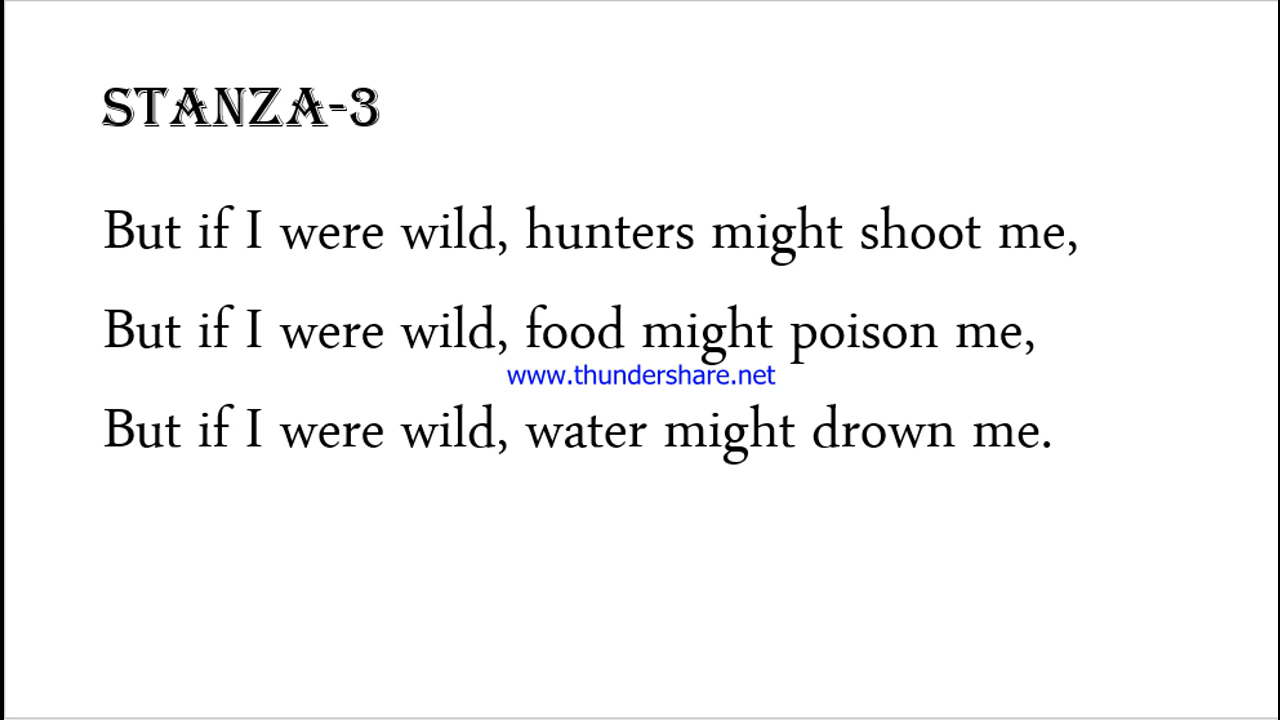 STANZA-3
But if I were wild, hunters might shoot me,
But if I were wild, food might poison me,
www.thundershare.net
But if I were wild, water might drown me.